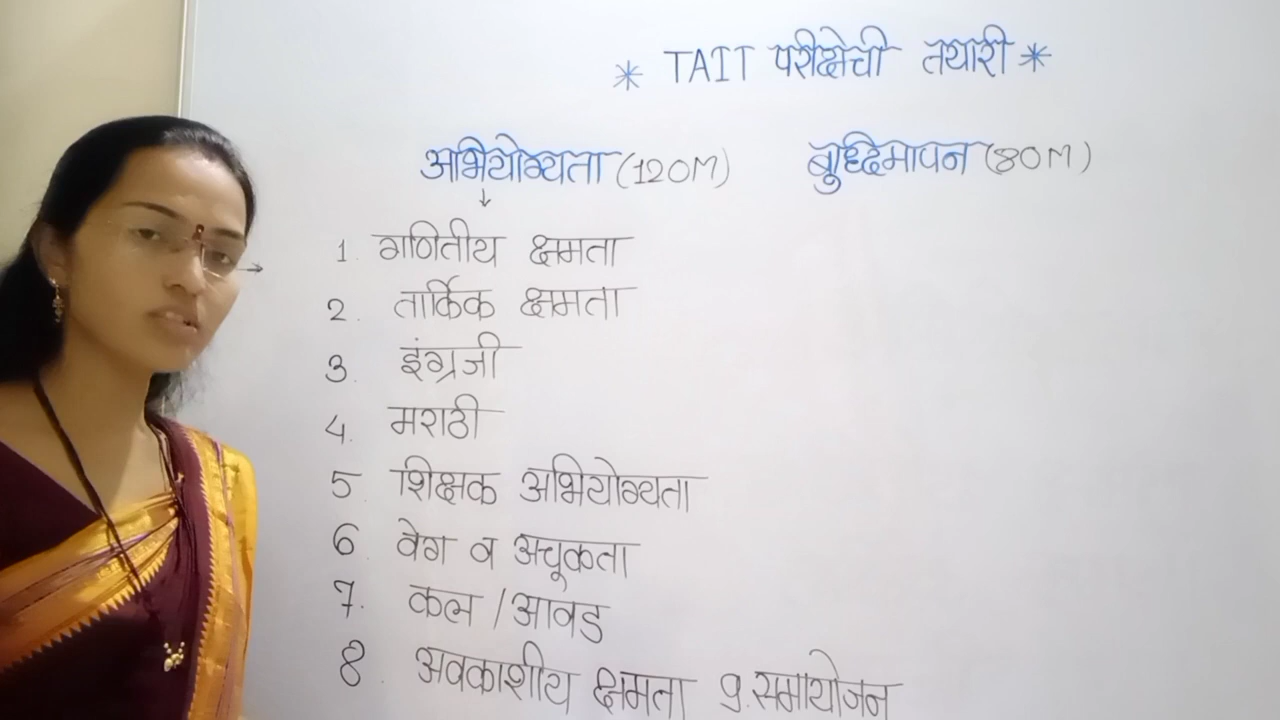 * TAIT परीक्षेची तयारी *
अभियोग्यता (120M) बुध्दिमापन (80M)
↓
1. गणितीय क्षमता
2. तार्किक क्षमता
3. इंग्रजी
4. मराठी
5. शिक्षक अभियोग्यता
6. वेग व अचूकता
7. कल / आवड
8. अवकाशीय क्षमता 9. समायोजन